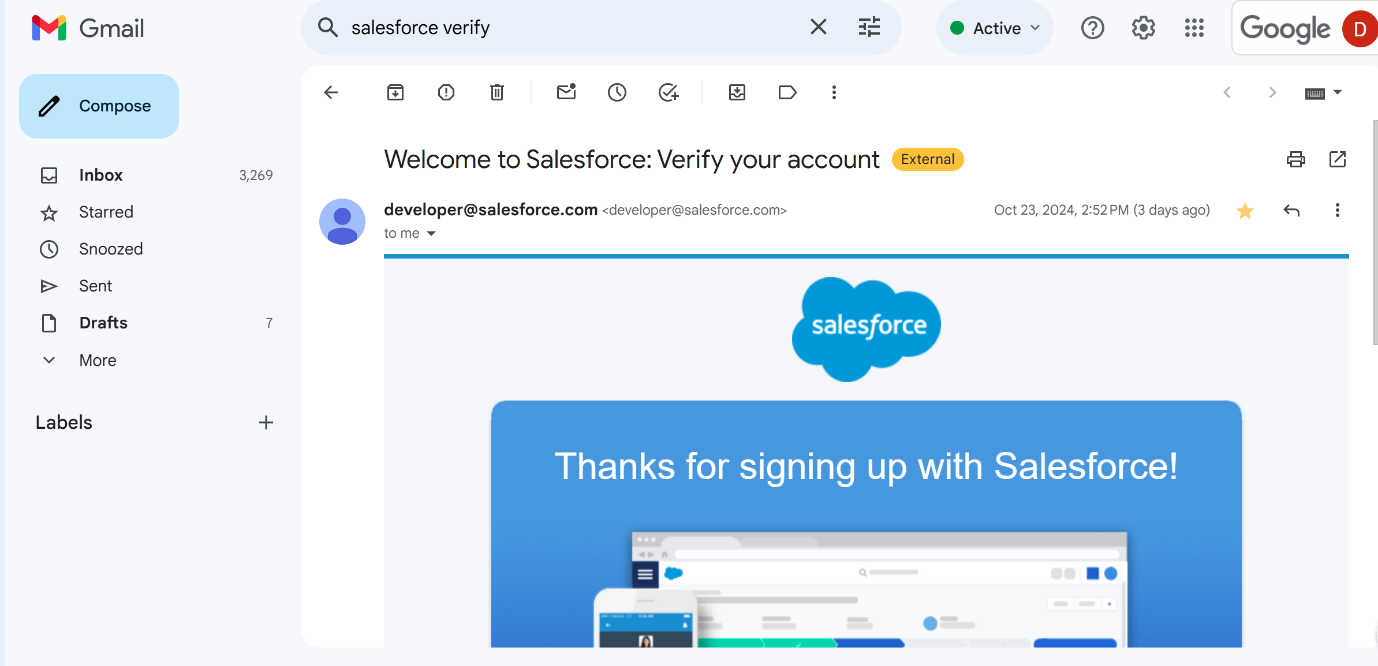 Gmail
salesforce verify
Active
Google
D
Compose
Inbox 3,269
Starred
Snoozed
Sent
Drafts 7
More
Labels
Welcome to Salesforce: Verify your account External
developer@salesforce.com <developer@salesforce.com> Oct 23, 2024, 2:52 PM (3 days ago)
to me
salesforce
Thanks for signing up with Salesforce!